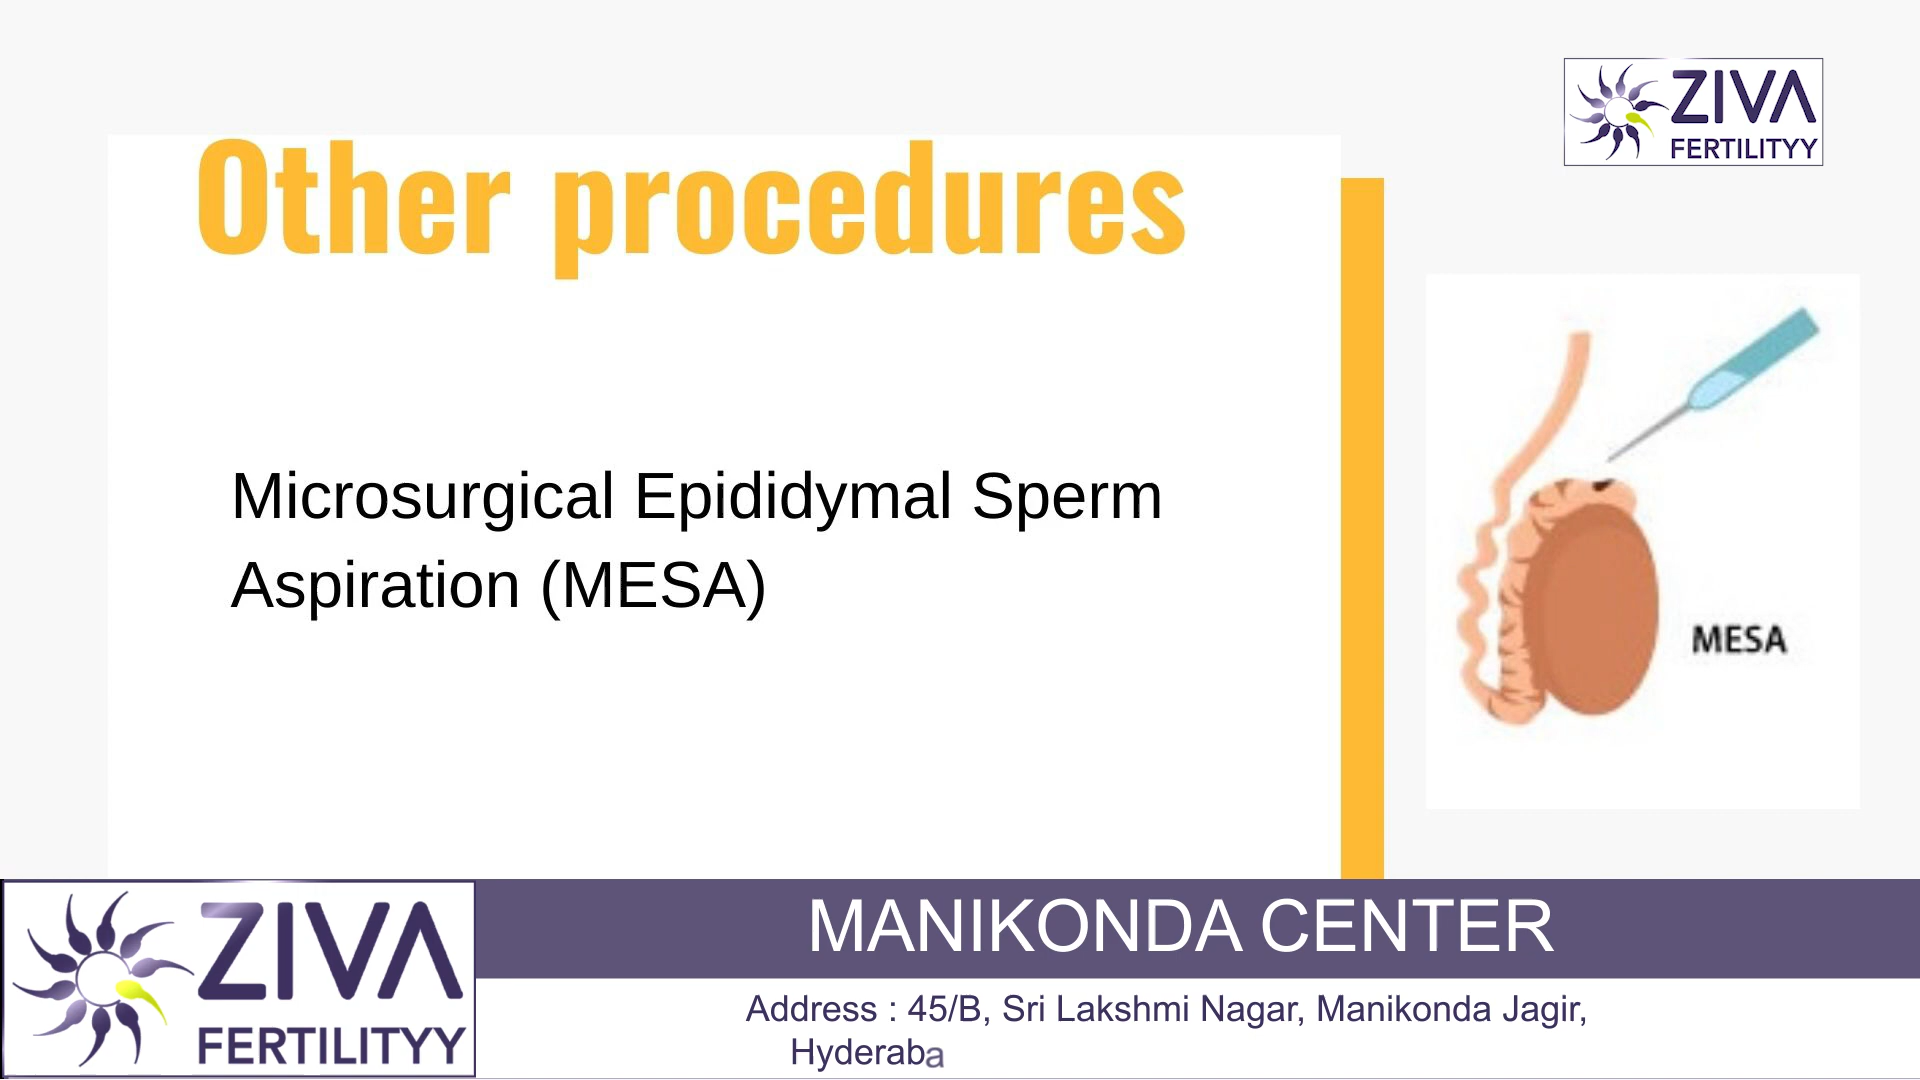 ZIVA
FERTILITYY
Other procedures
Microsurgical Epididymal Sperm
Aspiration (MESA)
MESA
ZIVA
FERTILITYY
MANIKONDA CENTER
Address : 45/B, Sri Lakshmi Nagar, Manikonda Jagir,
Hyderaba